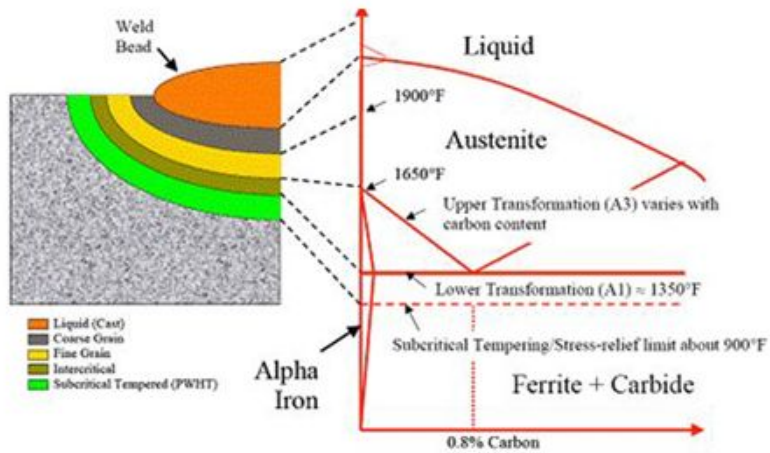 Weld
Bead
Liquid
1900°F
Austenite
1650°F
Upper Transformation (A3) varies with
carbon content
Lower Transformation (A1) ≈ 1350°F
Subcritical Tempering/Stress-relief limit about 900°F
Liquid (Cast)
Coarse Grain
Fine Grain
Intercritical
Subcritical Tempered (PWHT)
Alpha
Iron
Ferrite + Carbide
0.8% Carbon